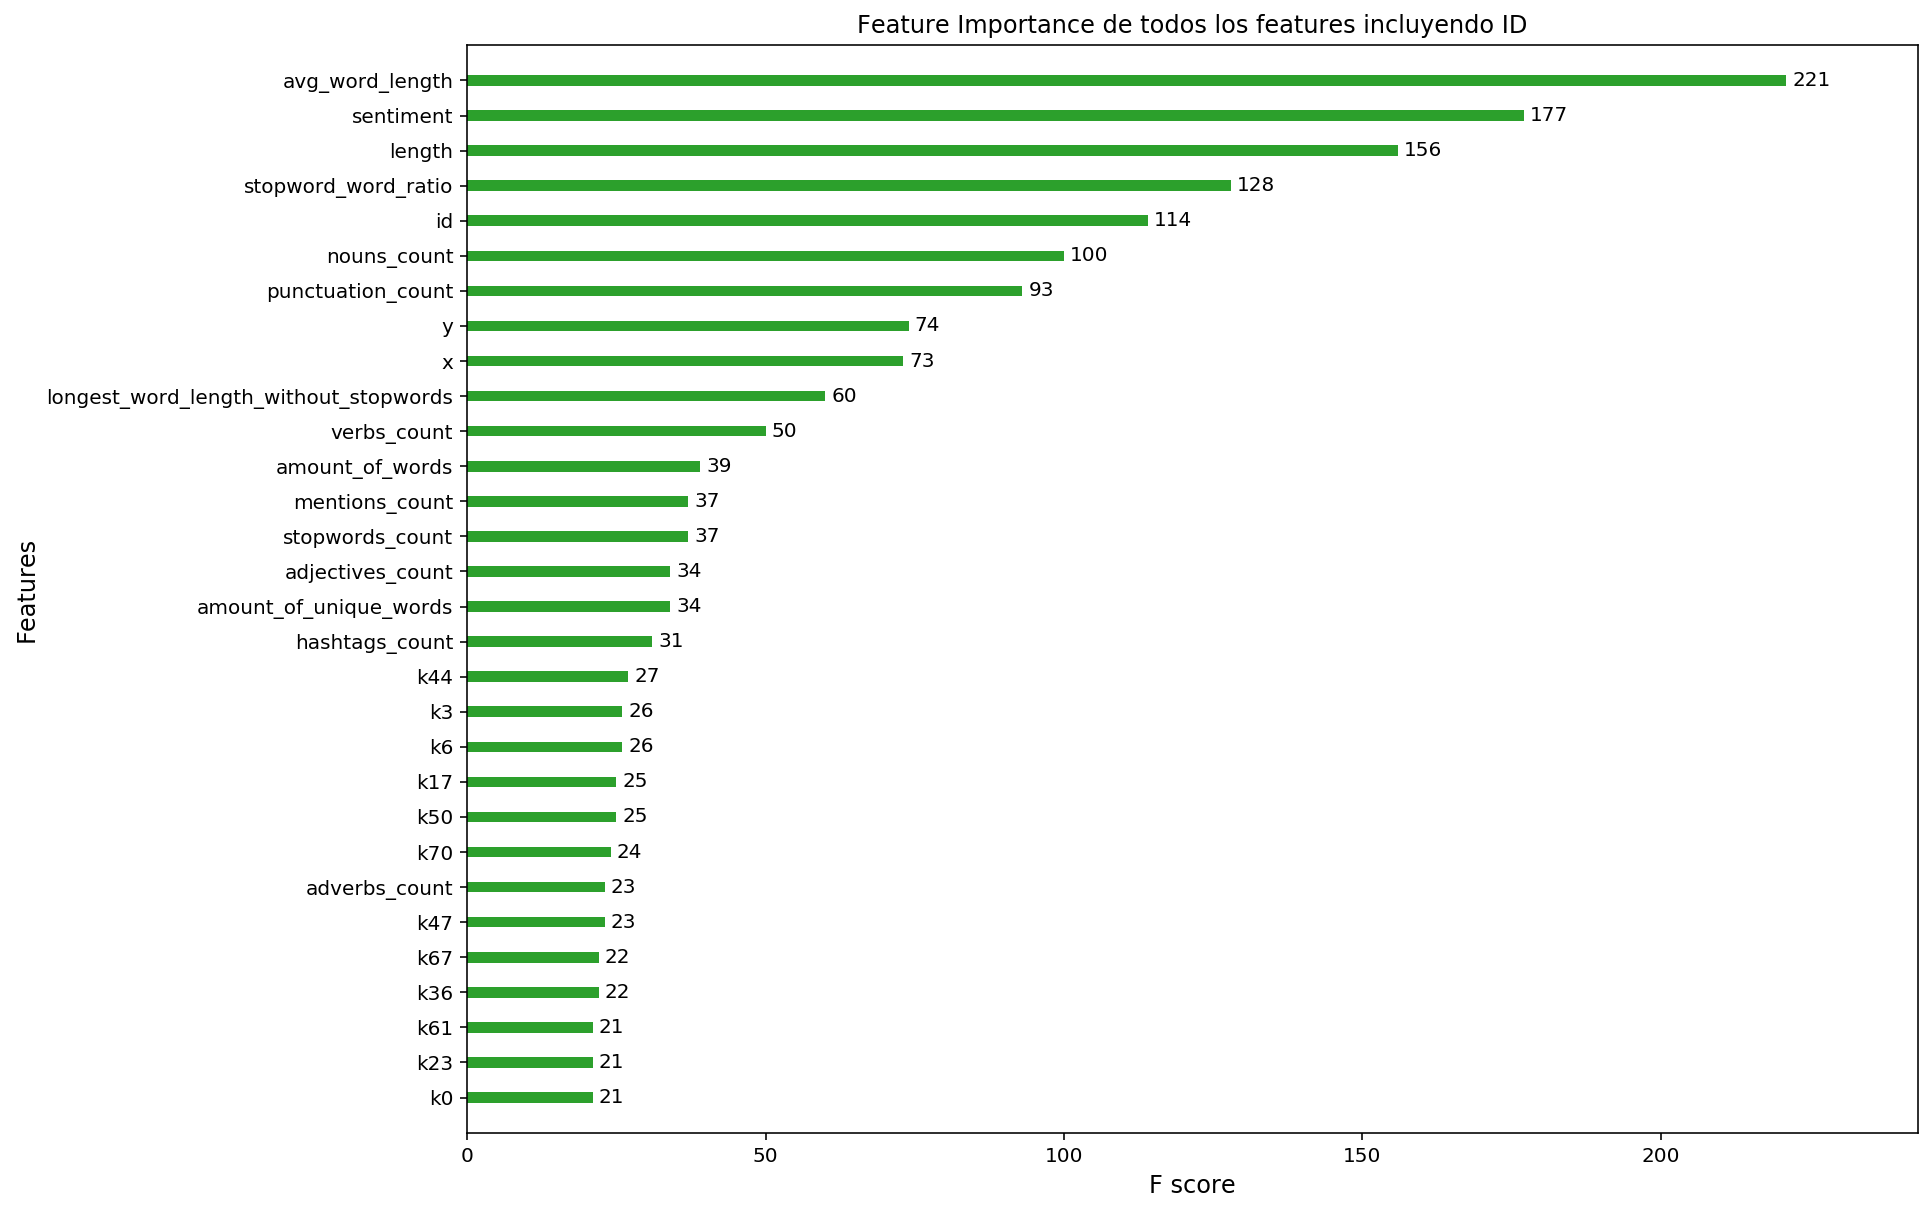 Feature Importance de todos los features incluyendo ID
Features
avg_word_length 221
sentiment 177
length 156
stopword_word_ratio 128
id 114
nouns_count 100
punctuation_count 93
y 74
x 73
longest_word_length_without_stopwords 60
verbs_count 50
amount_of_words 39
mentions_count 37
stopwords_count 37
adjectives_count 34
amount_of_unique_words 34
hashtags_count 31
k44 27
k3 26
k6 26
k17 25
k50 25
k70 24
adverbs_count 23
k47 23
k67 22
k36 22
k61 21
k23 21
k0 21
0 50 100 150 200
F score